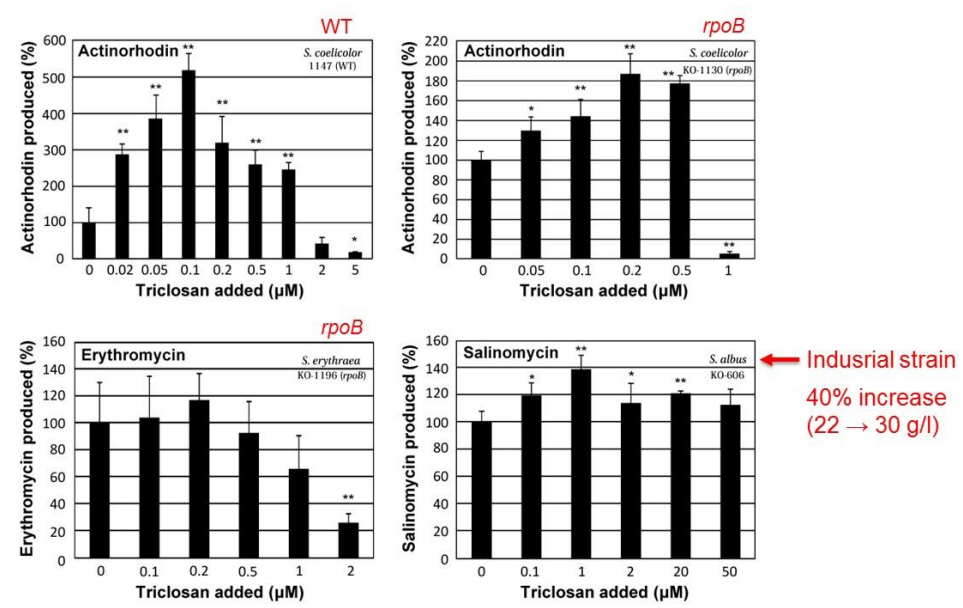 WT
Actinorhodin
S. coelicolor
1147 (WT)
Actinorhodin produced (%)
600
500
400
300
200
100
0
**
**
**
**
**
**
*
0 0.02 0.05 0.1 0.2 0.5 1 2 5
Triclosan added (µM)
rpoB
Actinorhodin
S. coelicolor
KO-1130 (rpoB)
Actinorhodin produced (%)
220
200
180
160
140
120
100
80
60
40
20
0
*
**
**
**
**
0 0.05 0.1 0.2 0.5 1
Triclosan added (µM)
rpoB
Erythromycin
S. erythraea
KO-1196 (rpoB)
Erythromycin produced (%)
160
140
120
100
80
60
40
20
0
**
0 0.1 0.2 0.5 1 2
Triclosan added (µM)
Salinomycin
S. albus
KO-606
Salinomycin produced (%)
160
140
120
100
80
60
40
20
0
*
**
*
**
0 0.1 1 2 20 50
Triclosan added (µM)
Indusrial strain
40% increase
(22 → 30 g/l)